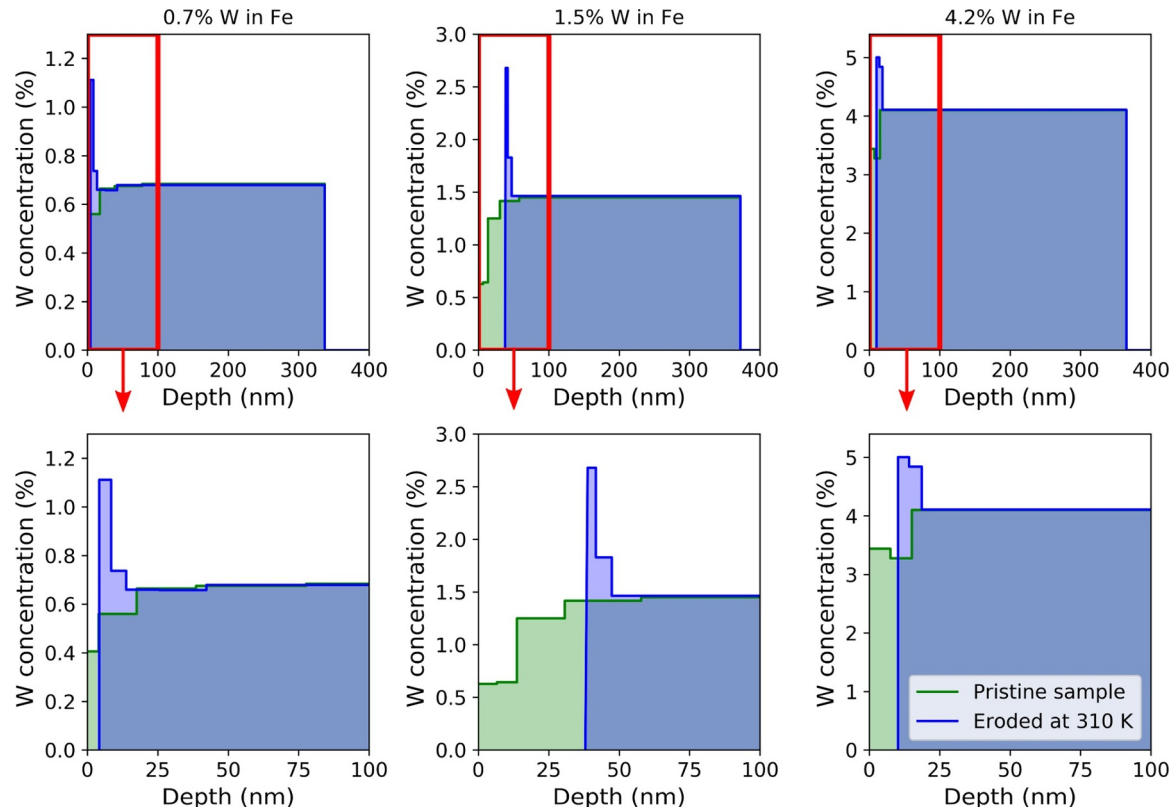 0.7% W in Fe
1.5% W in Fe
4.2% W in Fe
W concentration (%)
1.2
1.0
0.8
0.6
0.4
0.2
0.0
0 100 200 300 400
Depth (nm)
W concentration (%)
3.0
2.5
2.0
1.5
1.0
0.5
0.0
0 100 200 300 400
Depth (nm)
W concentration (%)
5
4
3
2
1
0
0 100 200 300 400
Depth (nm)
W concentration (%)
1.2
1.0
0.8
0.6
0.4
0.2
0.0
0 25 50 75 100
Depth (nm)
W concentration (%)
3.0
2.5
2.0
1.5
1.0
0.5
0.0
0 25 50 75 100
Depth (nm)
W concentration (%)
5
4
3
2
1
0
Pristine sample
Eroded at 310 K
0 25 50 75 100
Depth (nm)